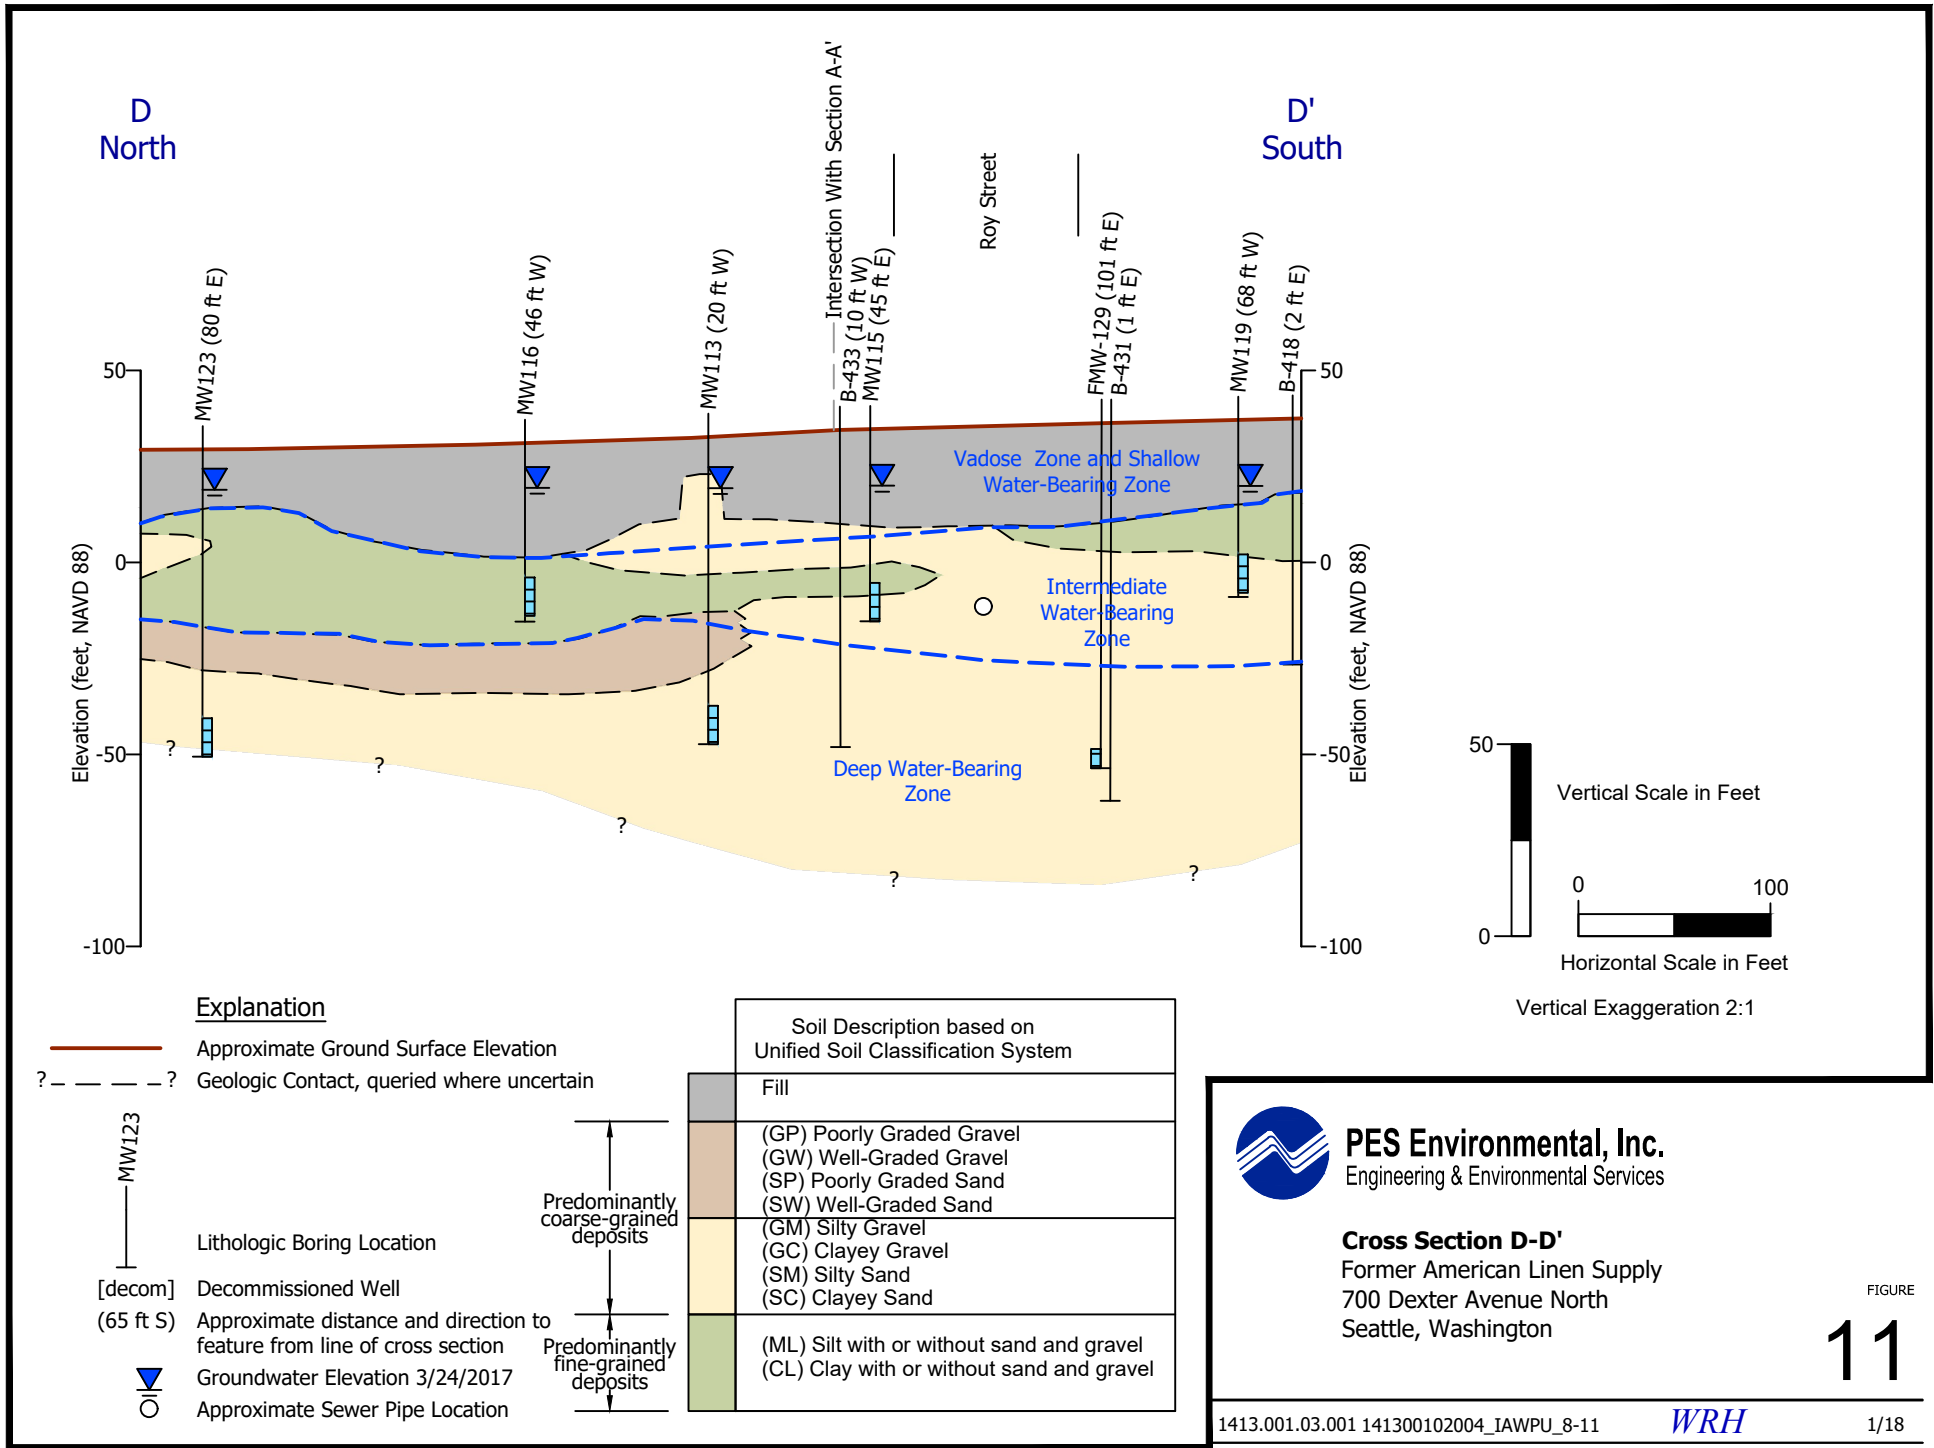 D
North
D'
South
Intersection With Section A-A'
Roy Street
MW123 (80 ft E)
MW116 (46 ft W)
MW113 (20 ft W)
B-433 (10 ft W)
MW115 (45 ft E)
FMW-129 (101 ft E)
B-431 (1 ft E)
MW119 (68 ft W)
B-418 (2 ft E)
50
0
-50
-100
Elevation (feet, NAVD 88)
50
0
-50
-100
Elevation (feet, NAVD 88)
Vadose Zone and Shallow
Water-Bearing Zone
Intermediate
Water-Bearing
Zone
Deep Water-Bearing
Zone
?
?
?
?
?
50
0
Vertical Scale in Feet
0
100
Horizontal Scale in Feet
Vertical Exaggeration 2:1
Explanation
Approximate Ground Surface Elevation
? ? Geologic Contact, queried where uncertain
MW123
Lithologic Boring Location
[decom] Decommissioned Well
(65 ft S) Approximate distance and direction to
feature from line of cross section
Groundwater Elevation 3/24/2017
Approximate Sewer Pipe Location
Soil Description based on
Unified Soil Classification System
Fill
Predominantly
coarse-grained
deposits
(GP) Poorly Graded Gravel
(GW) Well-Graded Gravel
(SP) Poorly Graded Sand
(SW) Well-Graded Sand
(GM) Silty Gravel
(GC) Clayey Gravel
(SM) Silty Sand
(SC) Clayey Sand
Predominantly
fine-grained
deposits
(ML) Silt with or without sand and gravel
(CL) Clay with or without sand and gravel
PES Environmental, Inc.
Engineering & Environmental Services
Cross Section D-D'
Former American Linen Supply
700 Dexter Avenue North
Seattle, Washington
FIGURE
11
1413.001.03.001 141300102004_IAWPU_8-11 WRH 1/18